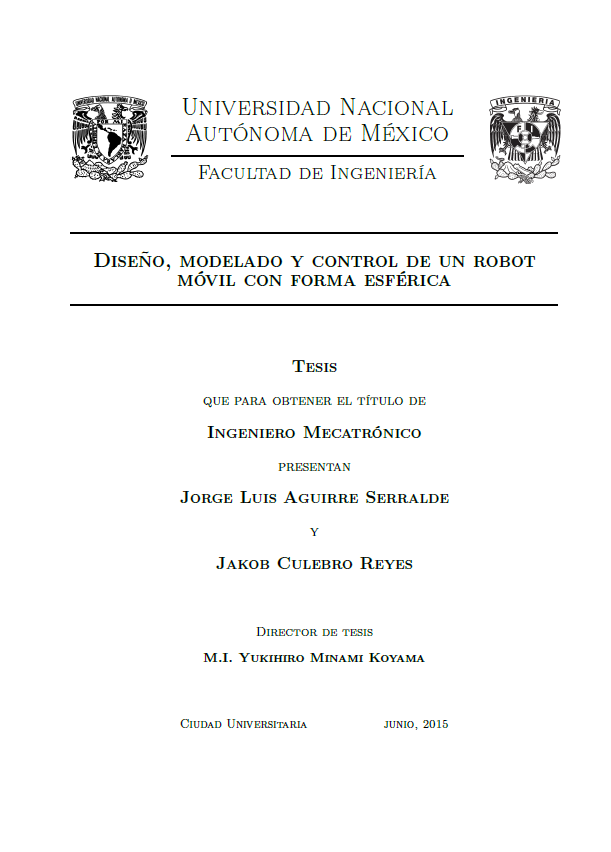 Universidad Nacional
Autónoma de México
Facultad de Ingeniería
INGENIERIA
Diseño, modelado y control de un robot
móvil con forma esférica
Tesis
que para obtener el título de
Ingeniero Mecatrónico
presentan
Jorge Luis Aguirre Serralde
y
Jakob Culebro Reyes
Director de tesis
M.I. Yukihiro Minami Koyama
Ciudad Universitaria junio, 2015